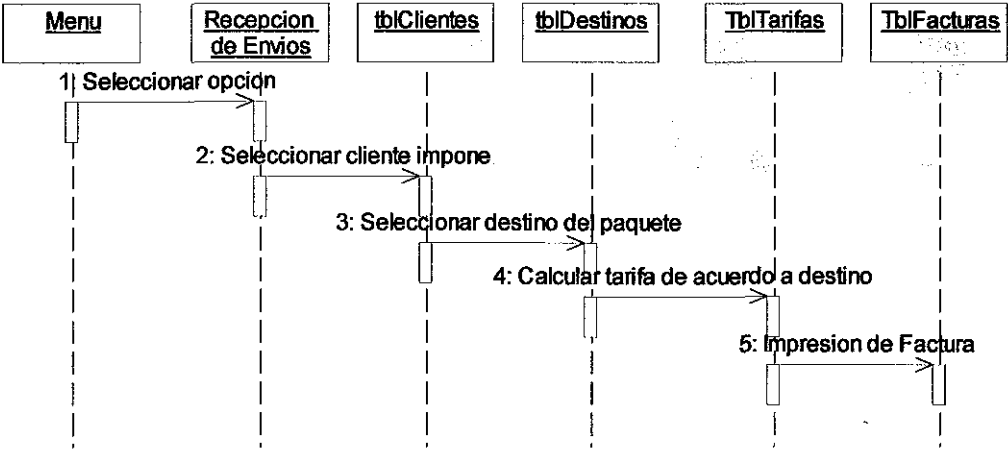 Menu
Recepcion
de Envios
tblClientes
tblDestinos
TblTarifas
TblFacturas
1: Seleccionar opcion
2: Seleccionar cliente impone
3: Seleccionar destino del paquete
4: Calcular tarifa de acuerdo a destino
5: Impresion de Factura